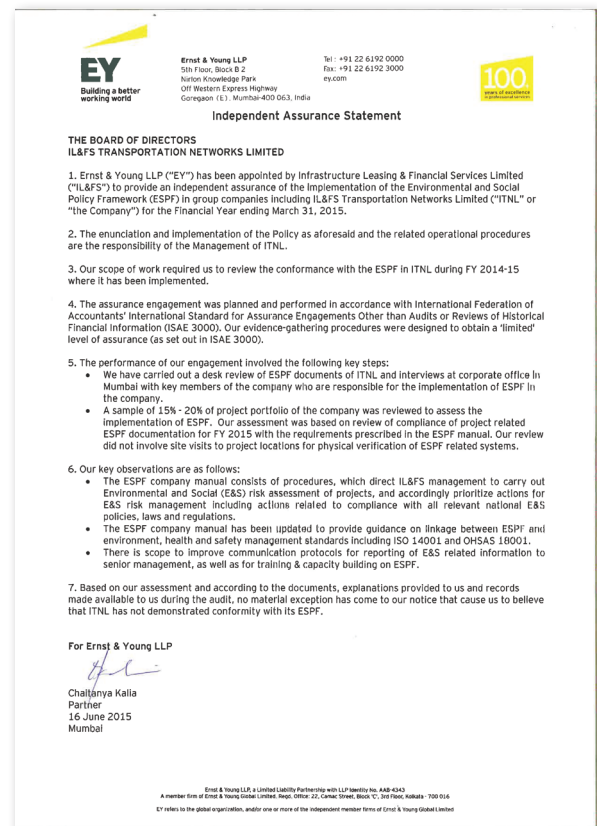 EY
Building a better
working world
Ernst & Young LLP
5th Floor, Block B 2
Nirlon Knowledge Park
Off Western Express Highway
Goregaon (E), Mumbai-400 063, India
Tel : +91 22 6192 0000
Fax: +91 22 6192 3000
ey.com
100
years of excellence
in professional services
Independent Assurance Statement
THE BOARD OF DIRECTORS
IL&FS TRANSPORTATION NETWORKS LIMITED
1. Ernst & Young LLP ("EY") has been appointed by Infrastructure Leasing & Financial Services Limited
("IL&FS") to provide an independent assurance of the implementation of the Environmental and Social
Policy Framework (ESPF) in group companies including IL&FS Transportation Networks Limited ("ITNL" or
"the Company") for the Financial Year ending March 31, 2015.
2. The enunciation and implementation of the Policy as aforesaid and the related operational procedures
are the responsibility of the Management of ITNL.
3. Our scope of work required us to review the conformance with the ESPF in ITNL during FY 2014-15
where it has been implemented.
4. The assurance engagement was planned and performed in accordance with International Federation of
Accountants' International Standard for Assurance Engagements Other than Audits or Reviews of Historical
Financial Information (ISAE 3000). Our evidence-gathering procedures were designed to obtain a 'limited'
level of assurance (as set out in ISAE 3000).
5. The performance of our engagement involved the following key steps:
• We have carried out a desk review of ESPF documents of ITNL and interviews at corporate office in
Mumbai with key members of the company who are responsible for the implementation of ESPF in
the company.
• A sample of 15% - 20% of project portfolio of the company was reviewed to assess the
implementation of ESPF. Our assessment was based on review of compliance of project related
ESPF documentation for FY 2015 with the requirements prescribed in the ESPF manual. Our review
did not involve site visits to project locations for physical verification of ESPF related systems.
6. Our key observations are as follows:
• The ESPF company manual consists of procedures, which direct IL&FS management to carry out
Environmental and Social (E&S) risk assessment of projects, and accordingly prioritize actions for
E&S risk management including actions related to compliance with all relevant national E&S
policies, laws and regulations.
• The ESPF company manual has been updated to provide guidance on linkage between ESPF and
environment, health and safety management standards including ISO 14001 and OHSAS 18001.
• There is scope to improve communication protocols for reporting of E&S related information to
senior management, as well as for training & capacity building on ESPF.
7. Based on our assessment and according to the documents, explanations provided to us and records
made available to us during the audit, no material exception has come to our notice that cause us to believe
that ITNL has not demonstrated conformity with its ESPF.
For Ernst & Young LLP
Chaitanya Kalia
Partner
16 June 2015
Mumbai
Ernst & Young LLP, a Limited Liability Partnership with LLP Identity No. AAB-4343
A member firm of Ernst & Young Global Limited, Regd. Office: 22, Camac Street, Block 'C', 3rd Floor, Kolkata - 700 016
EY refers to the global organization, and/or one or more of the independent member firms of Ernst & Young Global Limited